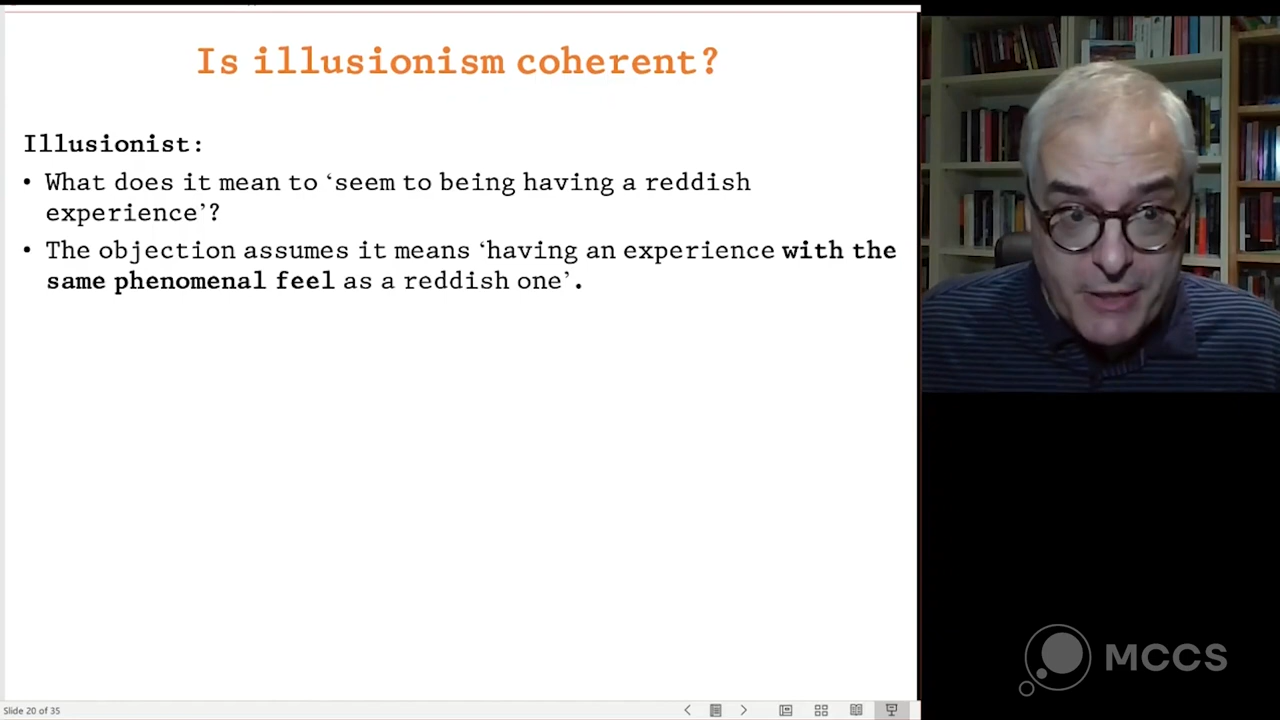 Is illusionism coherent?
Illusionist:
• What does it mean to ‘seem to being having a reddish
experience’?
• The objection assumes it means ‘having an experience with the
same phenomenal feel as a reddish one’.
Slide 20 of 35
MCCS